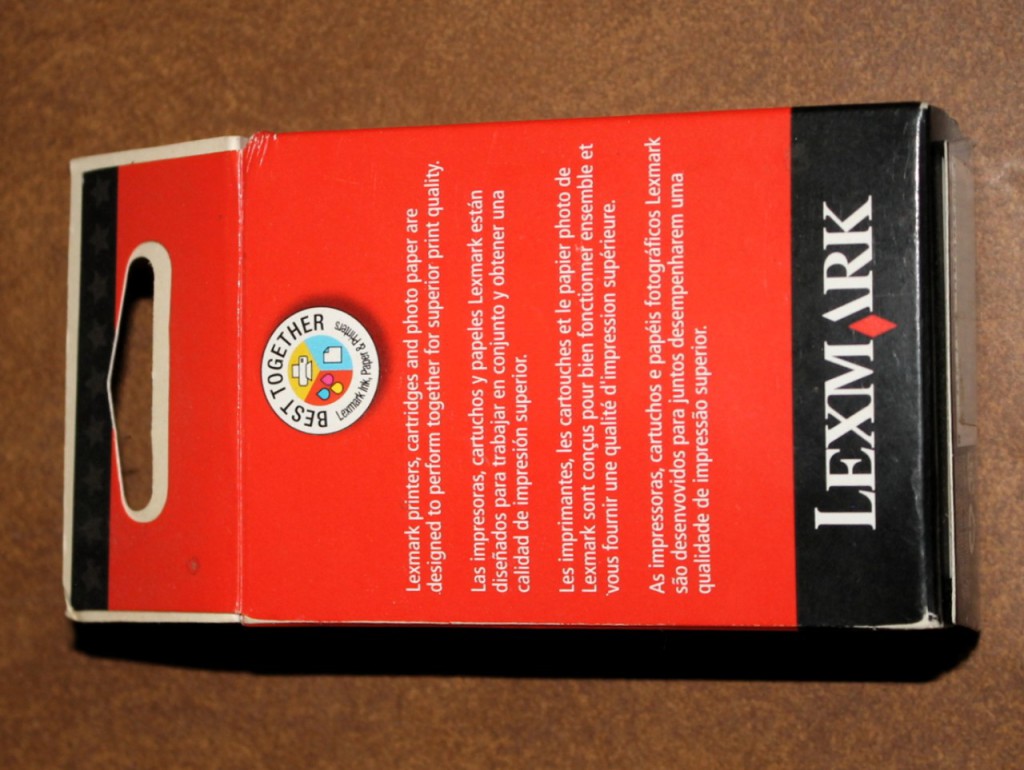 BEST TOGETHER
Lexmark Ink, Paper & Printers
Lexmark printers, cartridges and photo paper are
designed to perform together for superior print quality.
Las impresoras, cartuchos y papeles Lexmark están
diseñados para trabajar en conjunto y obtener una
calidad de impresión superior.
Les imprimantes, les cartouches et le papier photo de
Lexmark sont conçus pour bien fonctionner ensemble et
vous fournir une qualité d'impression supérieure.
As impressoras, cartuchos e papéis fotográficos Lexmark
são desenvovidos para juntos desempenharem uma
qualidade de impressão superior.
LEXMARK